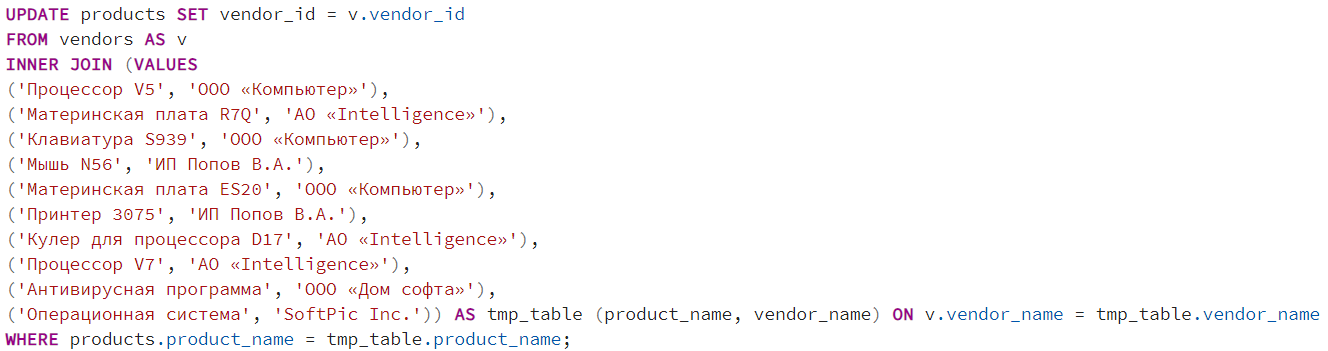 UPDATE products SET vendor_id = v.vendor_id
FROM vendors AS v
INNER JOIN (VALUES
('Процессор V5', 'ООО «Компьютер»'),
('Материнская плата R7Q', 'АО «Intelligence»'),
('Клавиатура S939', 'ООО «Компьютер»'),
('Мышь N56', 'ИП Попов В.А.'),
('Материнская плата ES20', 'ООО «Компьютер»'),
('Принтер 3075', 'ИП Попов В.А.'),
('Кулер для процессора D17', 'АО «Intelligence»'),
('Процессор V7', 'АО «Intelligence»'),
('Антивирусная программа', 'ООО «Дом софта»'),
('Операционная система', 'SoftPic Inc.')) AS tmp_table (product_name, vendor_name) ON v.vendor_name = tmp_table.vendor_name
WHERE products.product_name = tmp_table.product_name;